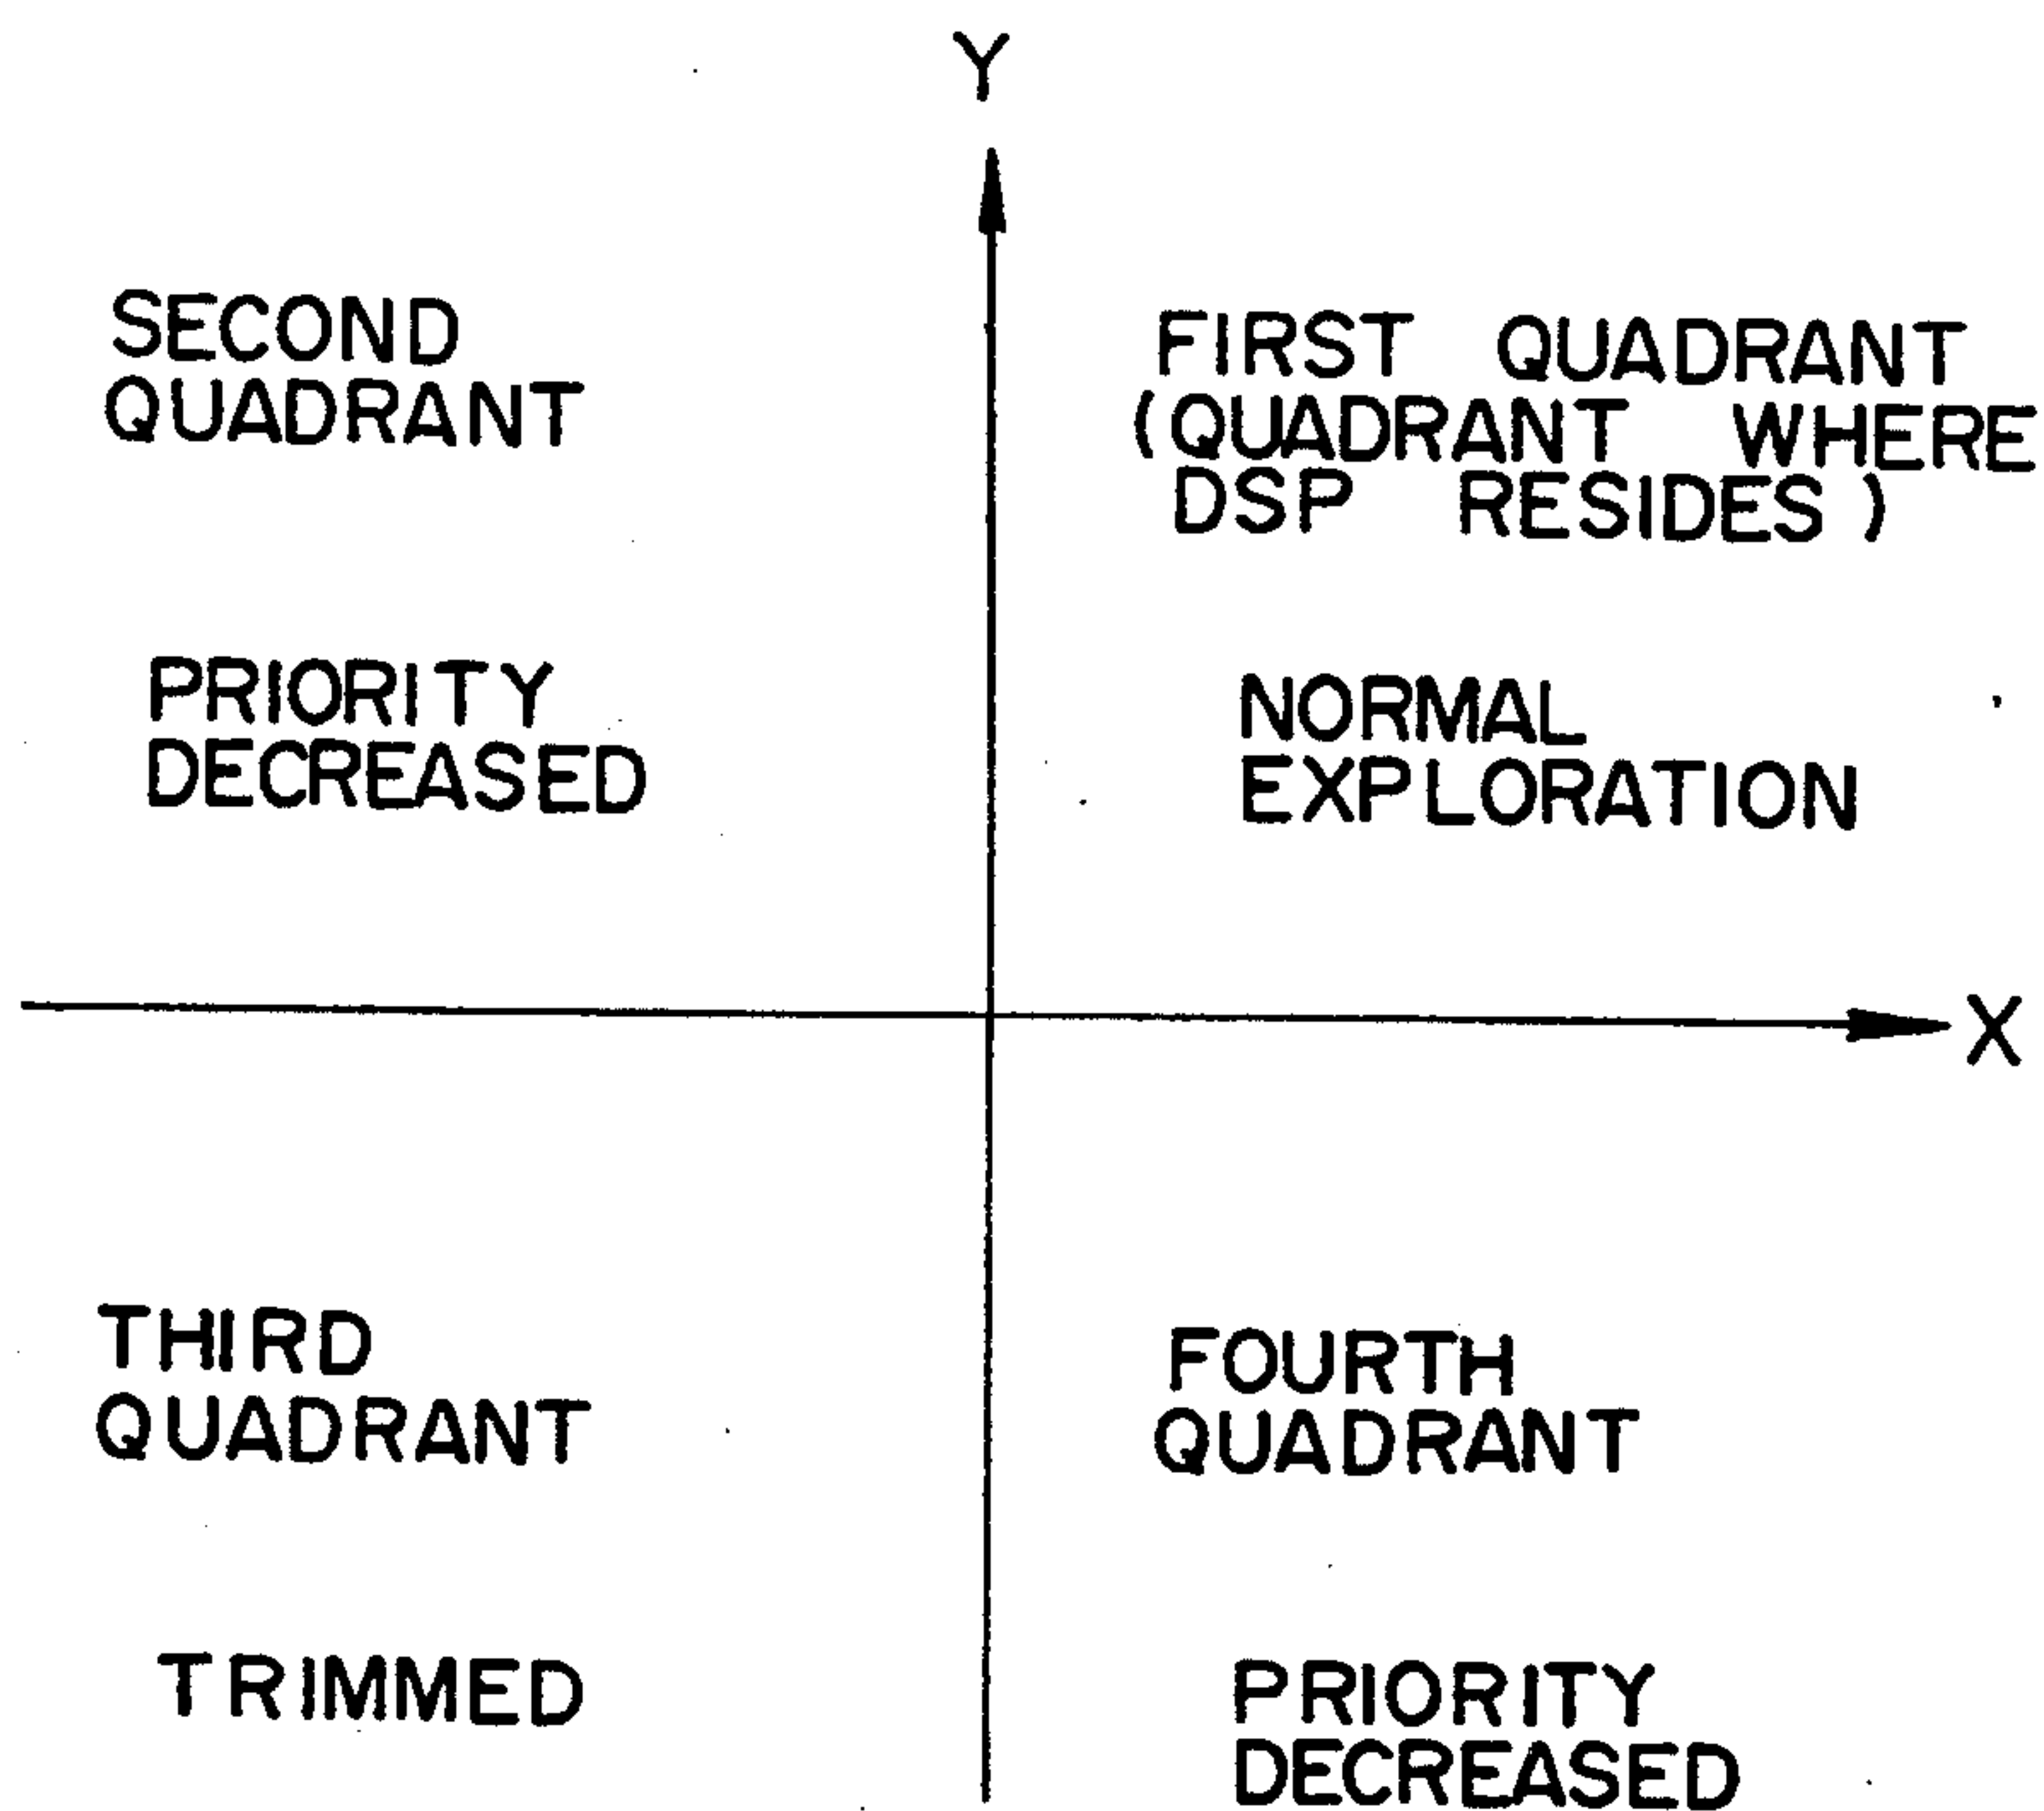 Y
SECOND
QUADRANT
PRIORITY
DECREASED
FIRST QUADRANT
(QUADRANT WHERE
DSP RESIDES)
NORMAL
EXPLORATION
X
THIRD
QUADRANT
TRIMMED
FOURTH
QUADRANT
PRIORITY
DECREASED